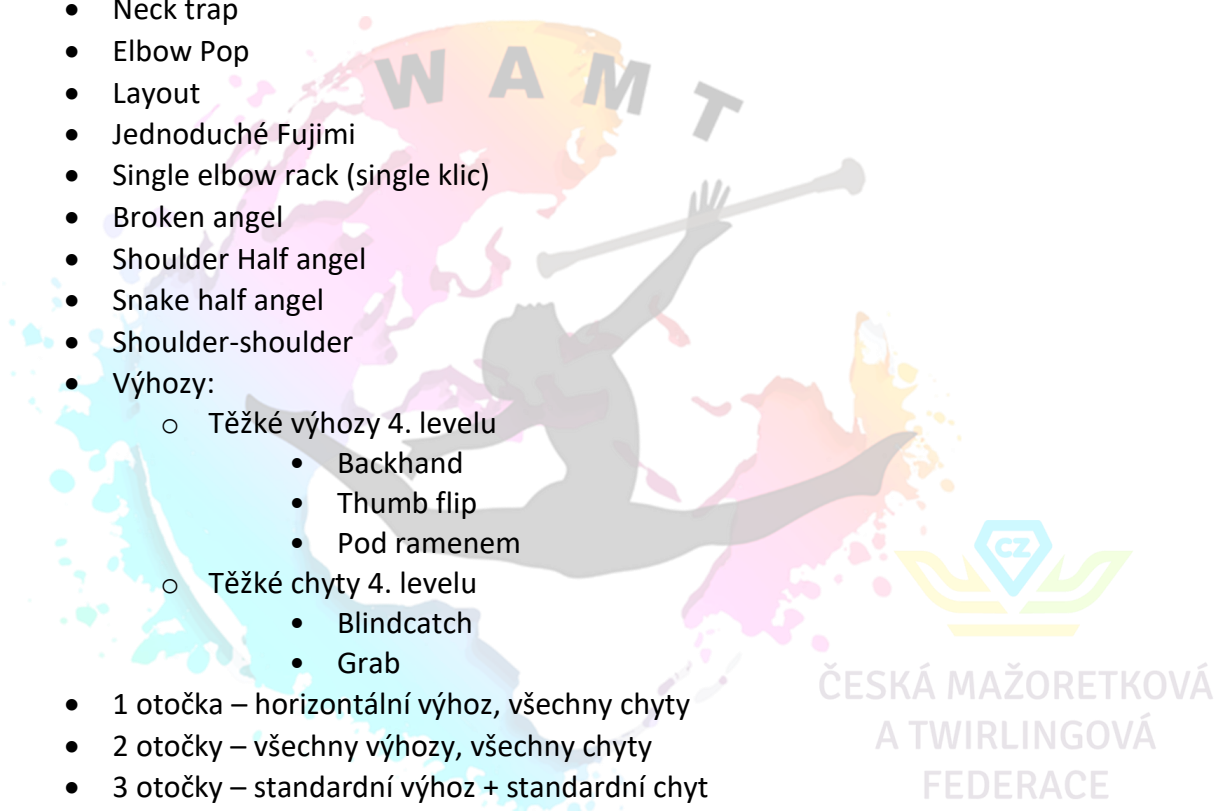 • Neck trap
• Elbow Pop
• Layout
• Jednoduché Fujimi
• Single elbow rack (single klic)
• Broken angel
• Shoulder Half angel
• Snake half angel
• Shoulder-shoulder
• Výhozy:
o Těžké výhozy 4. levelu
• Backhand
• Thumb flip
• Pod ramenem
o Těžké chyty 4. levelu
• Blindcatch
• Grab
• 1 otočka – horizontální výhoz, všechny chyty
• 2 otočky – všechny výhozy, všechny chyty
• 3 otočky – standardní výhoz + standardní chyt
WAMT
CZ
ČESKÁ MAŽORETKOVÁ
A TWIRLINGOVÁ
FEDERACE